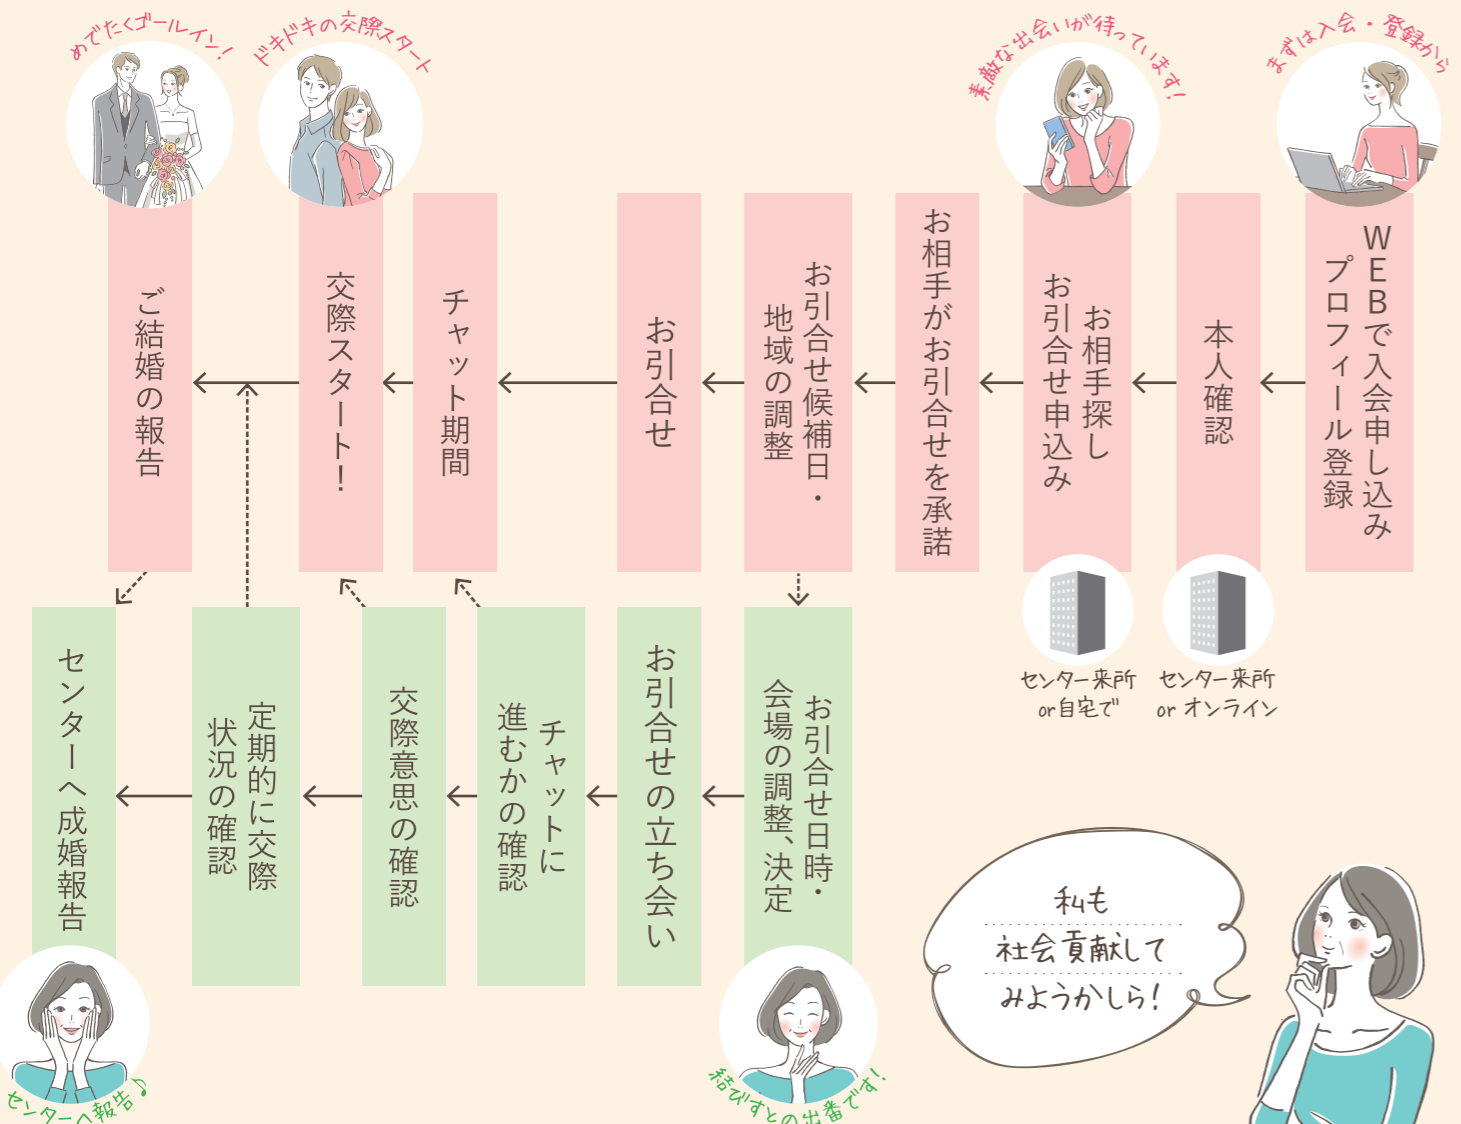 まずは入会・登録から
WEBで入会申し込み
プロフィール登録
本人確認
センター来所
or オンライン
素敵な出会いが待っています!
お相手探し
お引合せ申込み
センター来所
or自宅で
お相手がお引合せを承諾
お引合せ候補日・
地域の調整
お引合せ
チャット期間
ドキドキの交際スタート
交際スタート!
めでたくゴールイン!
ご結婚の報告
お引合せ日時・
会場の調整、決定
結びすとの出番です!
お引合せの立ち会い
チャットに
進むかの確認
交際意思の確認
定期的に交際
状況の確認
センターへ成婚報告
センターへ報告♪
私も
社会貢献して
みようかしら!